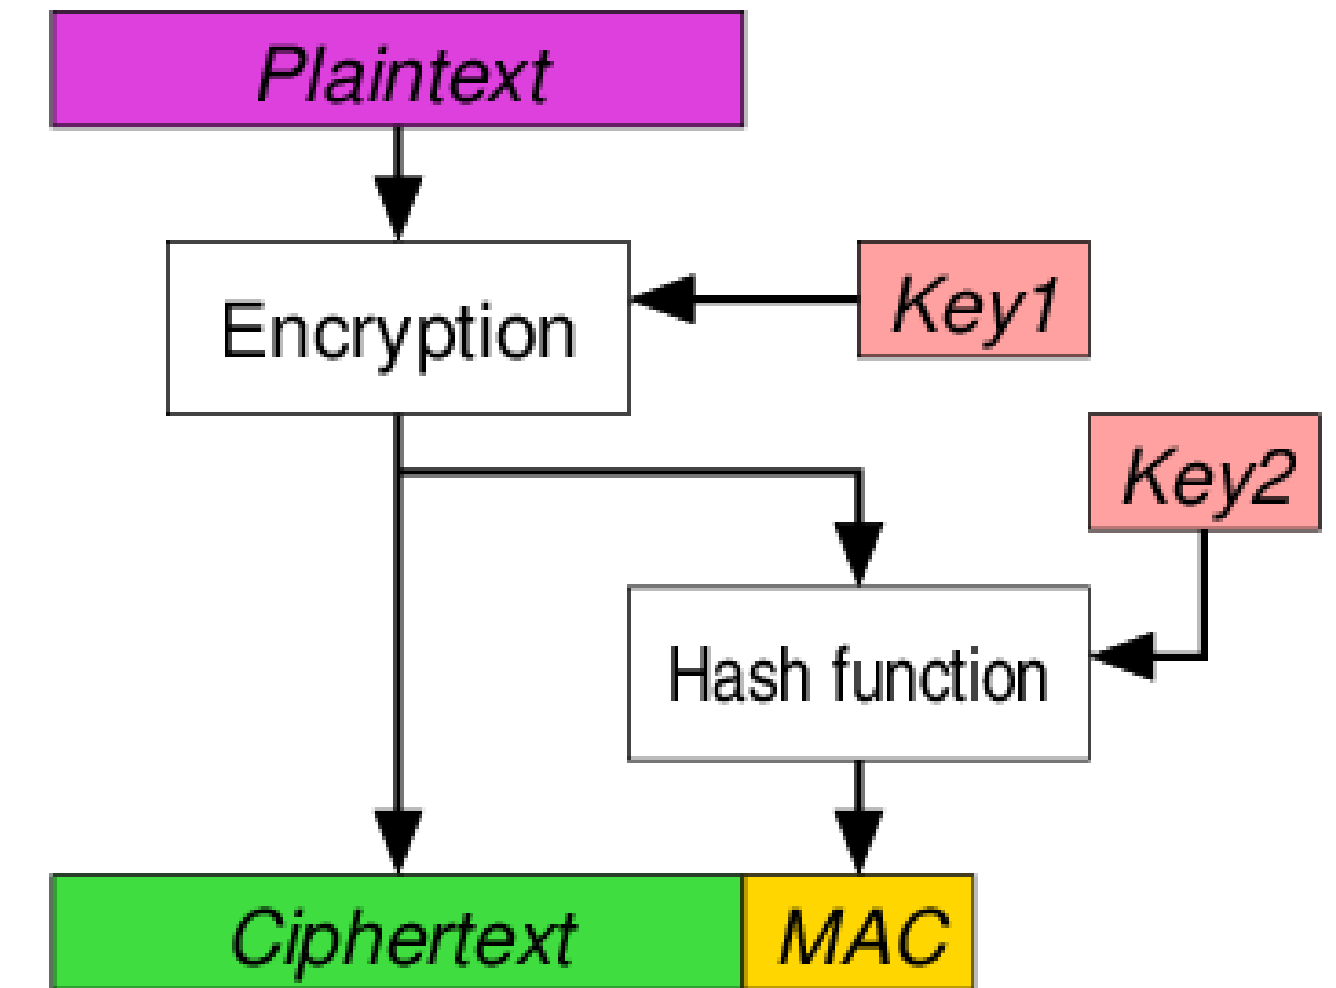 Plaintext
Encryption
Key1
Key2
Hash function
Ciphertext
MAC